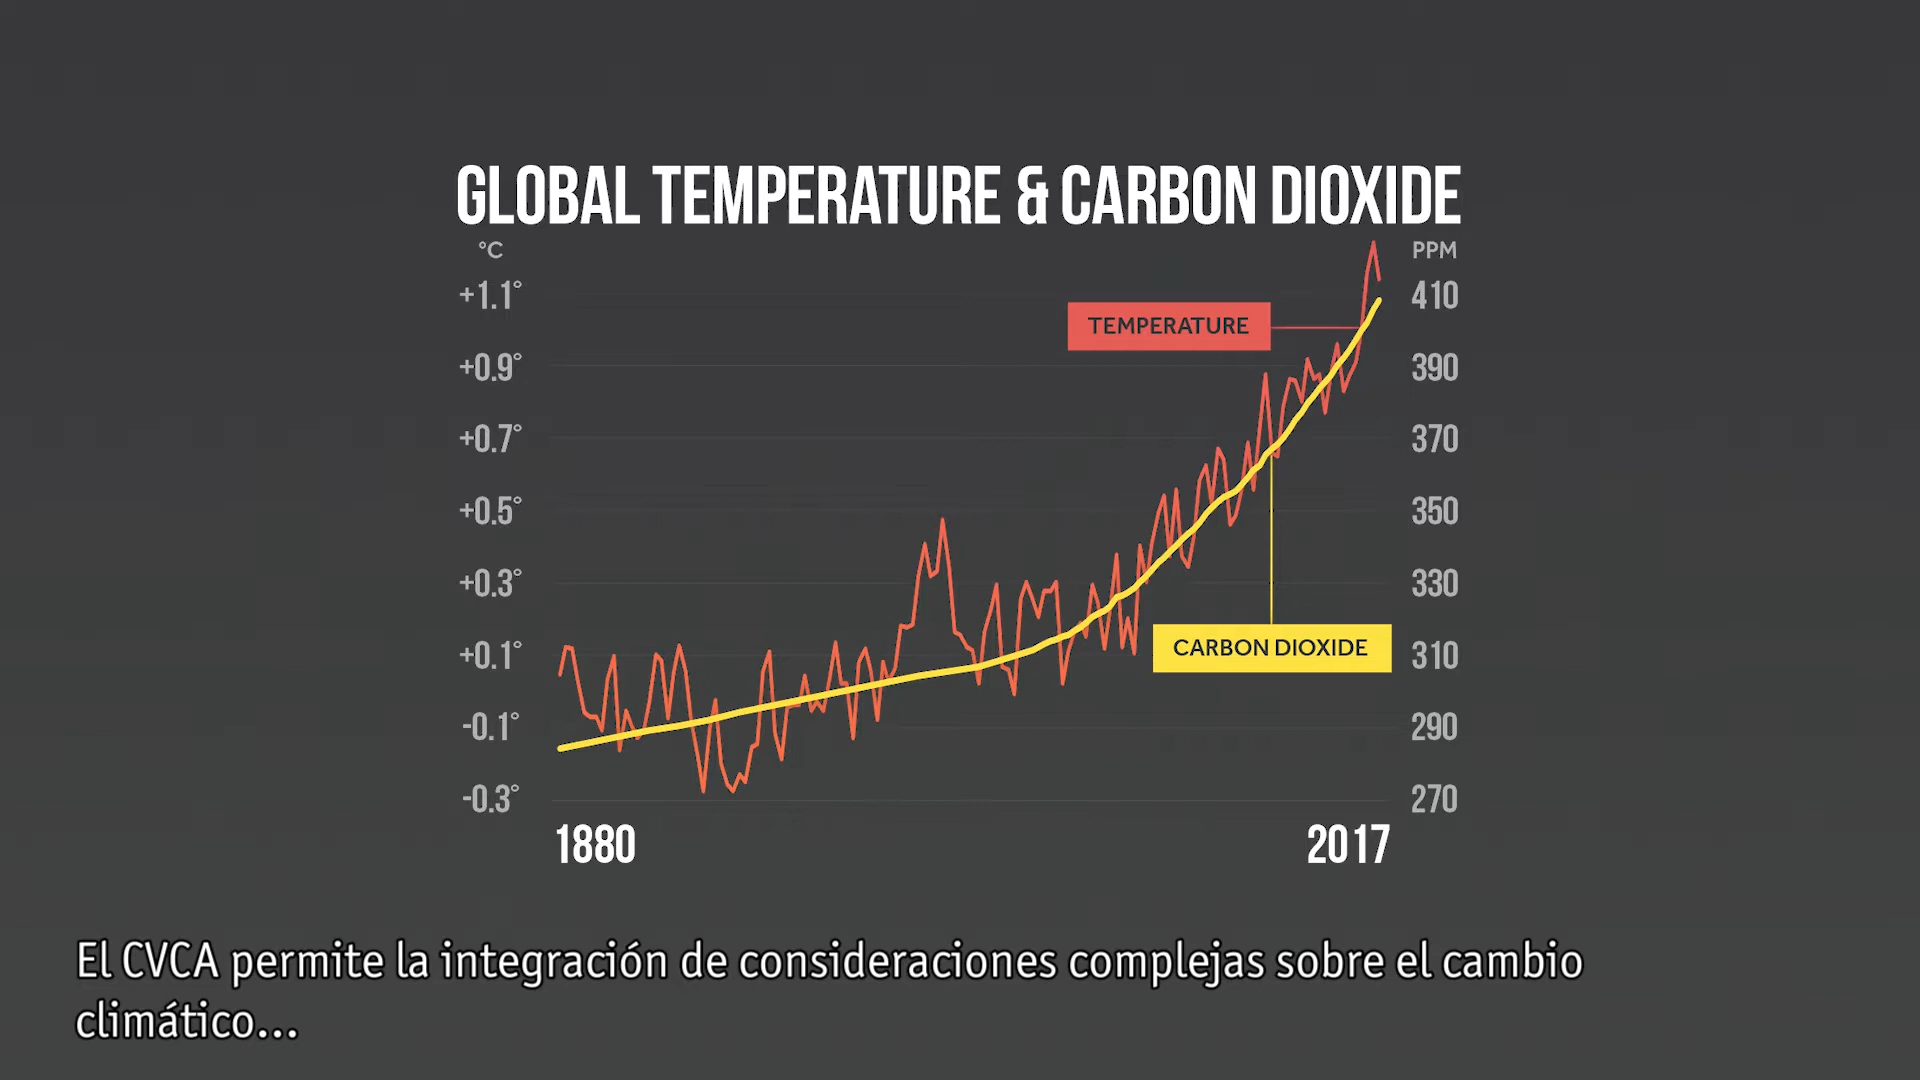 GLOBAL TEMPERATURE & CARBON DIOXIDE
°C
PPM
+1.1°
410
TEMPERATURE
+0.9°
390
+0.7°
370
+0.5°
350
+0.3°
330
+0.1°
CARBON DIOXIDE
310
-0.1°
290
-0.3°
270
1880
2017
El CVCA permite la integración de consideraciones complejas sobre el cambio
climático...